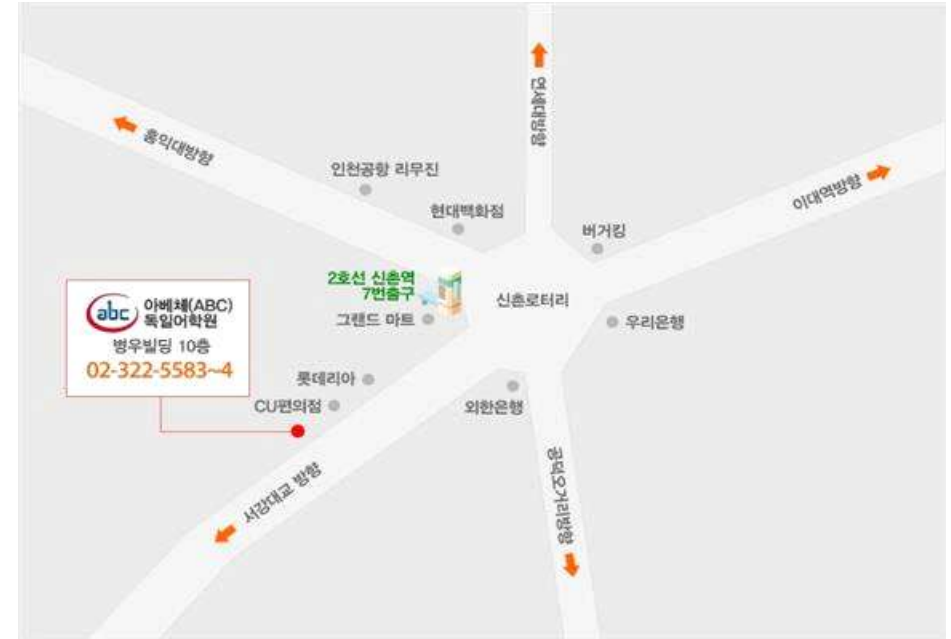 연세대방향
홍익대방향
인천공항 리무진
이대역방향
현대백화점
버거킹
2호선 신촌역
7번출구
신촌로터리
그랜드 마트
우리은행
abc
아베체(ABC)
독일어학원
병우빌딩 10층
02-322-5583~4
롯데리아
CU편의점
외한은행
서강대교 방향
공덕오거리방향